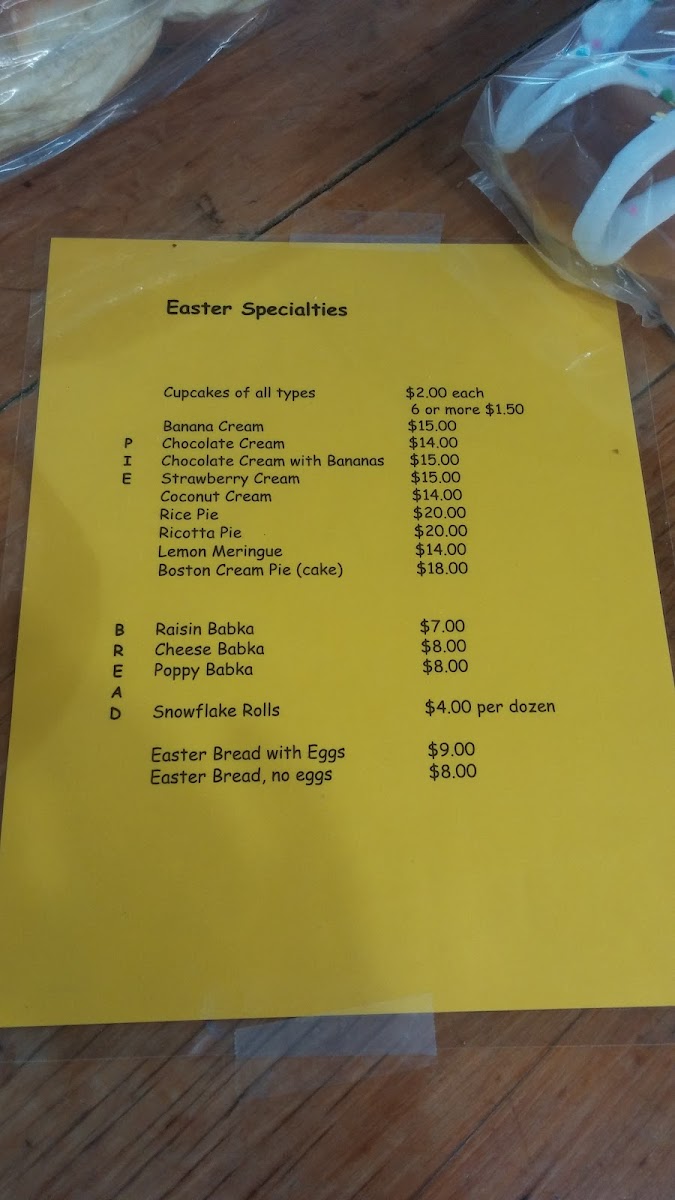 Easter Specialties
Cupcakes of all types $2.00 each
6 or more $1.50
Banana Cream $15.00
P Chocolate Cream $14.00
I Chocolate Cream with Bananas $15.00
E Strawberry Cream $15.00
Coconut Cream $14.00
Rice Pie $20.00
Ricotta Pie $20.00
Lemon Meringue $14.00
Boston Cream Pie (cake) $18.00
B Raisin Babka $7.00
R Cheese Babka $8.00
E Poppy Babka $8.00
A
D Snowflake Rolls $4.00 per dozen
Easter Bread with Eggs $9.00
Easter Bread, no eggs $8.00